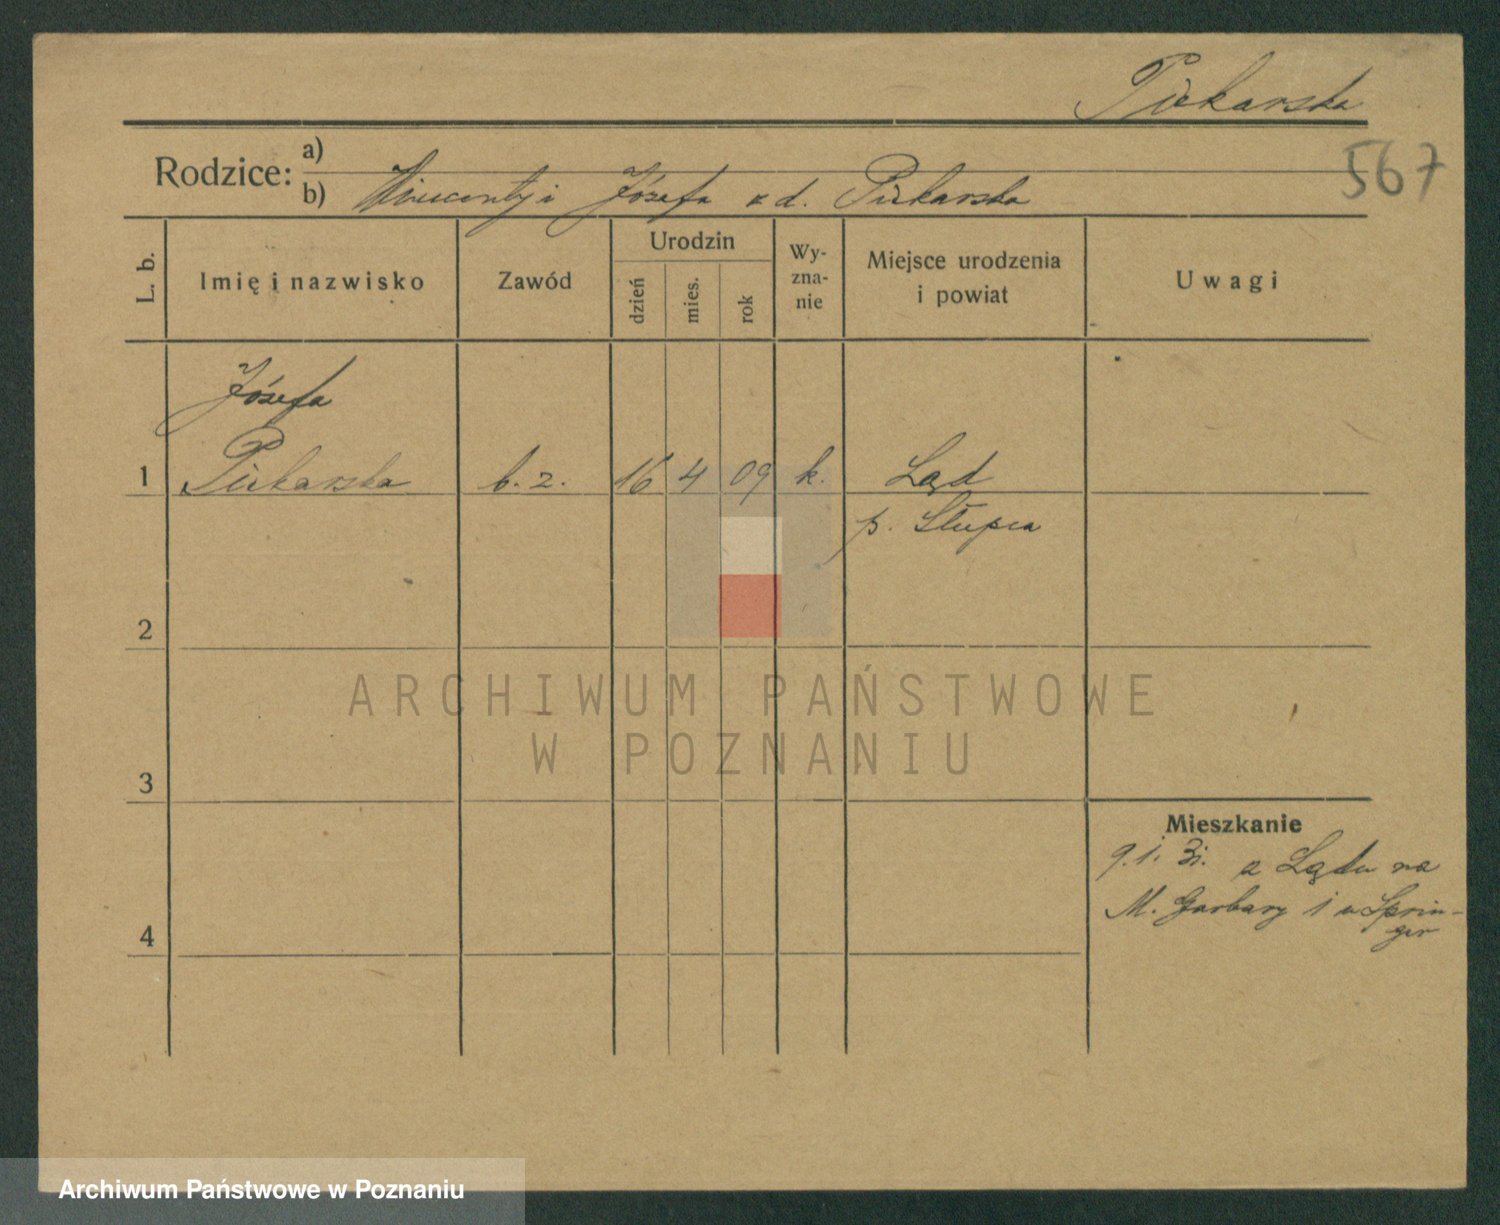 Piekarska
567
Rodzice:
a)
b) Wincenty i Józefa z d. Piekarska
L. b.
Imię i nazwisko
Zawód
Urodzin
dzień
mies.
rok
Wy-
zna-
nie
Miejsce urodzenia
i powiat
Uwagi
Józefa
1 Piekarska b. z. 16 4 09 k. Ląd
p. Słupca
2
3
4
Mieszkanie
9.1. 31. z Lądu na
M. Garbary 1 u Sprin-
ger
ARCHIWUM PAŃSTWOWE
W POZNANIU
Archiwum Państwowe w Poznaniu